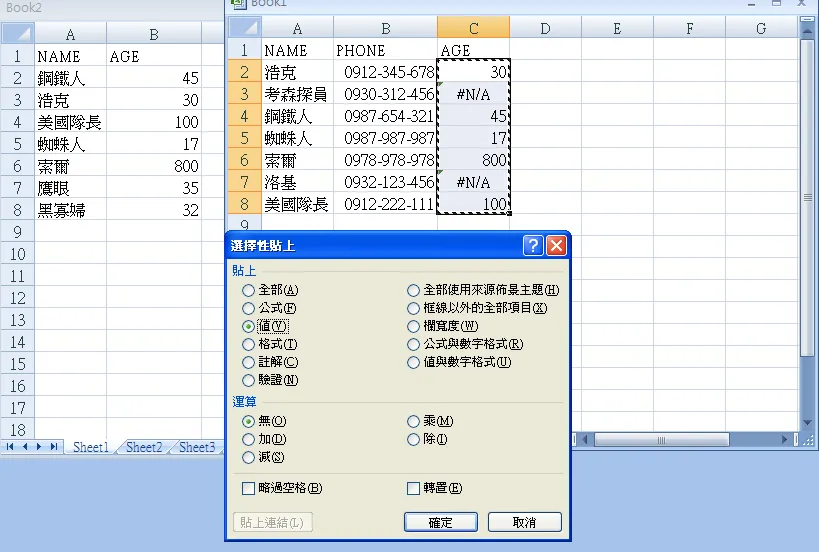 Book2
A B
1 NAME AGE
2 鋼鐵人 45
3 浩克 30
4 美國隊長 100
5 蜘蛛人 17
6 索爾 800
7 鷹眼 35
8 黑寡婦 32
9
10
11
12
13
14
15
16
17
18
Sheet1 Sheet2 Sheet3
Book1
A B C D E F G
1 NAME PHONE AGE
2 浩克 0912-345-678 30
3 考森探員 0930-312-456 #N/A
4 鋼鐵人 0987-654-321 45
5 蜘蛛人 0987-987-987 17
6 索爾 0978-978-978 800
7 洛基 0932-123-456 #N/A
8 美國隊長 0912-222-111 100
9
選擇性貼上
貼上
全部(A) 全部使用來源佈景主題(H)
公式(F) 框線以外的全部項目(X)
值(V) 欄寬度(W)
格式(T) 公式與數字格式(R)
註解(C) 值與數字格式(U)
驗證(N)
運算
無(O) 乘(M)
加(D) 除(I)
減(S)
略過空格(B) 轉置(E)
貼上連結(L) 確定 取消